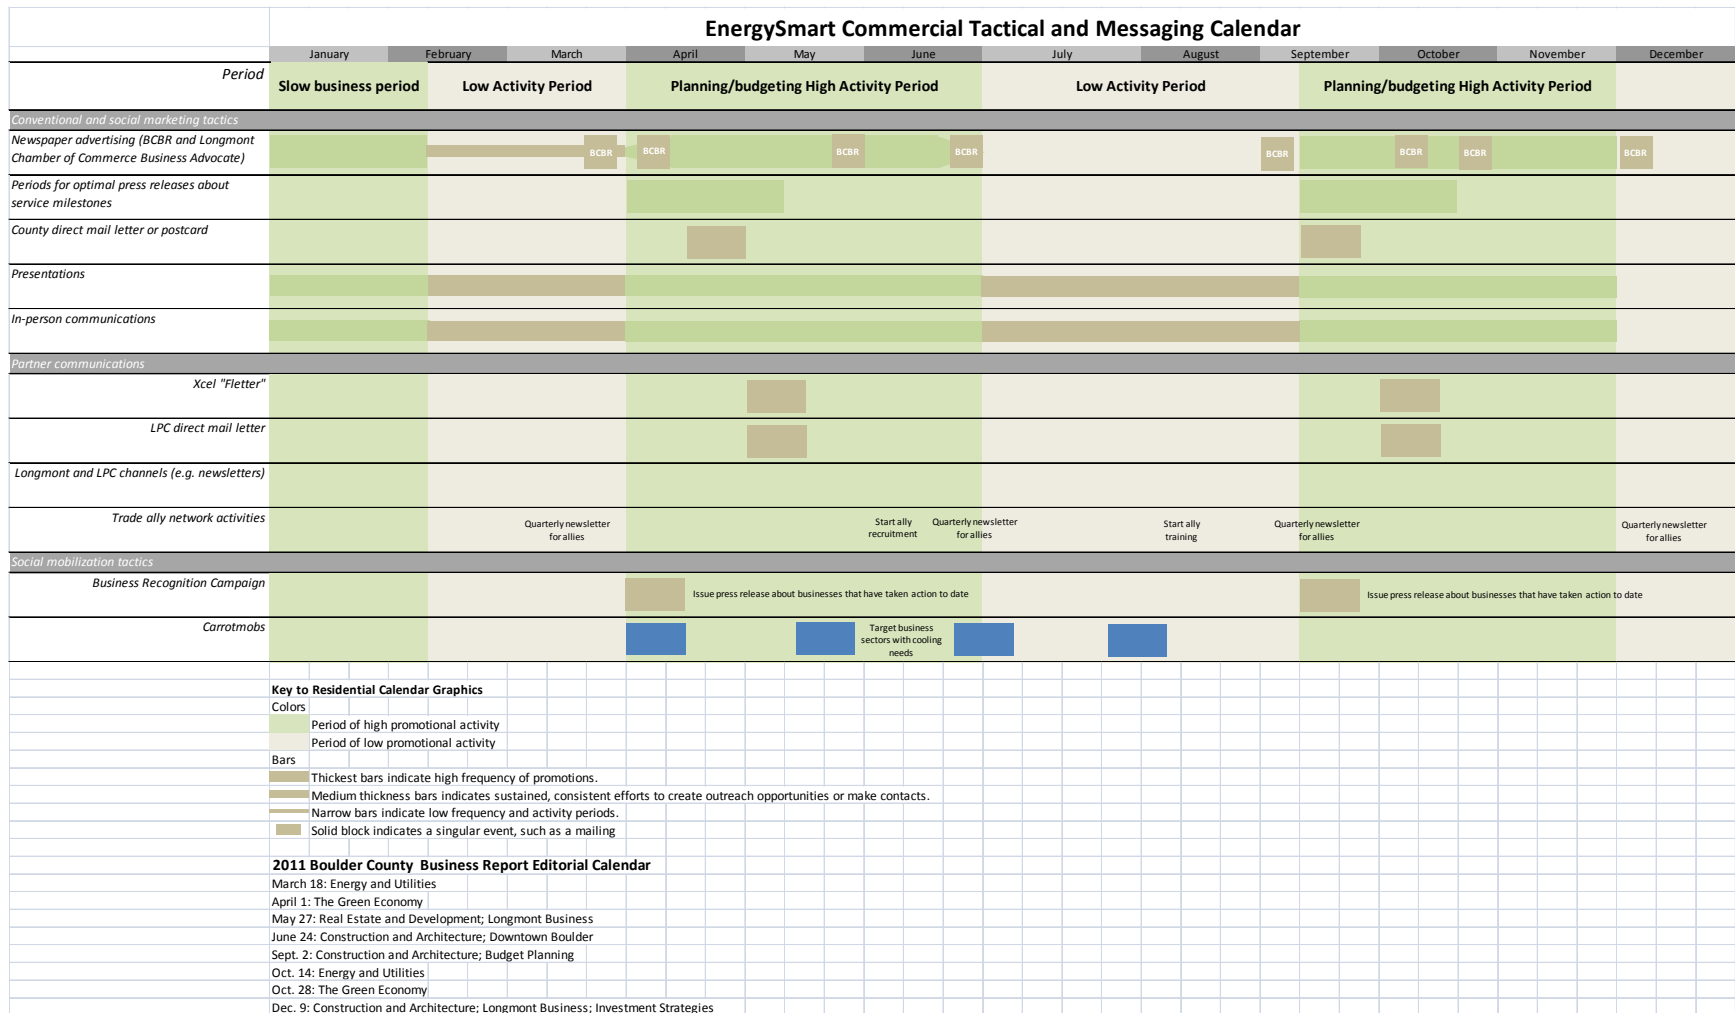 EnergySmart Commercial Tactical and Messaging Calendar
January February March April May June July August September October November December
Period
Slow business period Low Activity Period Planning/budgeting High Activity Period Low Activity Period Planning/budgeting High Activity Period
Conventional and social marketing tactics
Newspaper advertising (BCBR and Longmont
Chamber of Commerce Business Advocate)
BCBR BCBR BCBR BCBR BCBR BCBR BCBR BCBR
Periods for optimal press releases about
service milestones
County direct mail letter or postcard
Presentations
In-person communications
Partner communications
Xcel "Fletter"
LPC direct mail letter
Longmont and LPC channels (e.g. newsletters)
Trade ally network activities
Quarterly newsletter
for allies
Start ally
recruitment
Quarterly newsletter
for allies
Start ally
training
Quarterly newsletter
for allies
Quarterly newsletter
for allies
Social mobilization tactics
Business Recognition Campaign
Issue press release about businesses that have taken action to date
Issue press release about businesses that have taken action to date
Carrotmobs
Target business
sectors with cooling
needs
Key to Residential Calendar Graphics
Colors
Period of high promotional activity
Period of low promotional activity
Bars
Thickest bars indicate high frequency of promotions.
Medium thickness bars indicates sustained, consistent efforts to create outreach opportunities or make contacts.
Narrow bars indicate low frequency and activity periods.
Solid block indicates a singular event, such as a mailing
2011 Boulder County Business Report Editorial Calendar
March 18: Energy and Utilities
April 1: The Green Economy
May 27: Real Estate and Development; Longmont Business
June 24: Construction and Architecture; Downtown Boulder
Sept. 2: Construction and Architecture; Budget Planning
Oct. 14: Energy and Utilities
Oct. 28: The Green Economy
Dec. 9: Construction and Architecture; Longmont Business; Investment Strategies